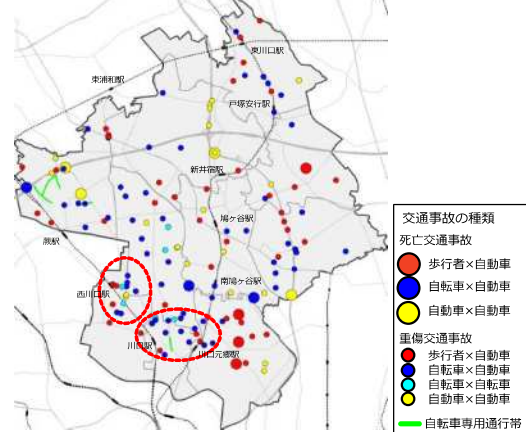 東川口駅
東浦和駅
戸塚安行駅
新井宿駅
鳩ヶ谷駅
蕨駅
南鳩ヶ谷駅
西川口駅
川口駅
川口元郷駅
交通事故の種類
死亡交通事故
歩行者×自動車
自転車×自動車
自動車×自動車
重傷交通事故
歩行者×自動車
自転車×自動車
自転車×自転車
自動車×自動車
自転車専用通行帯